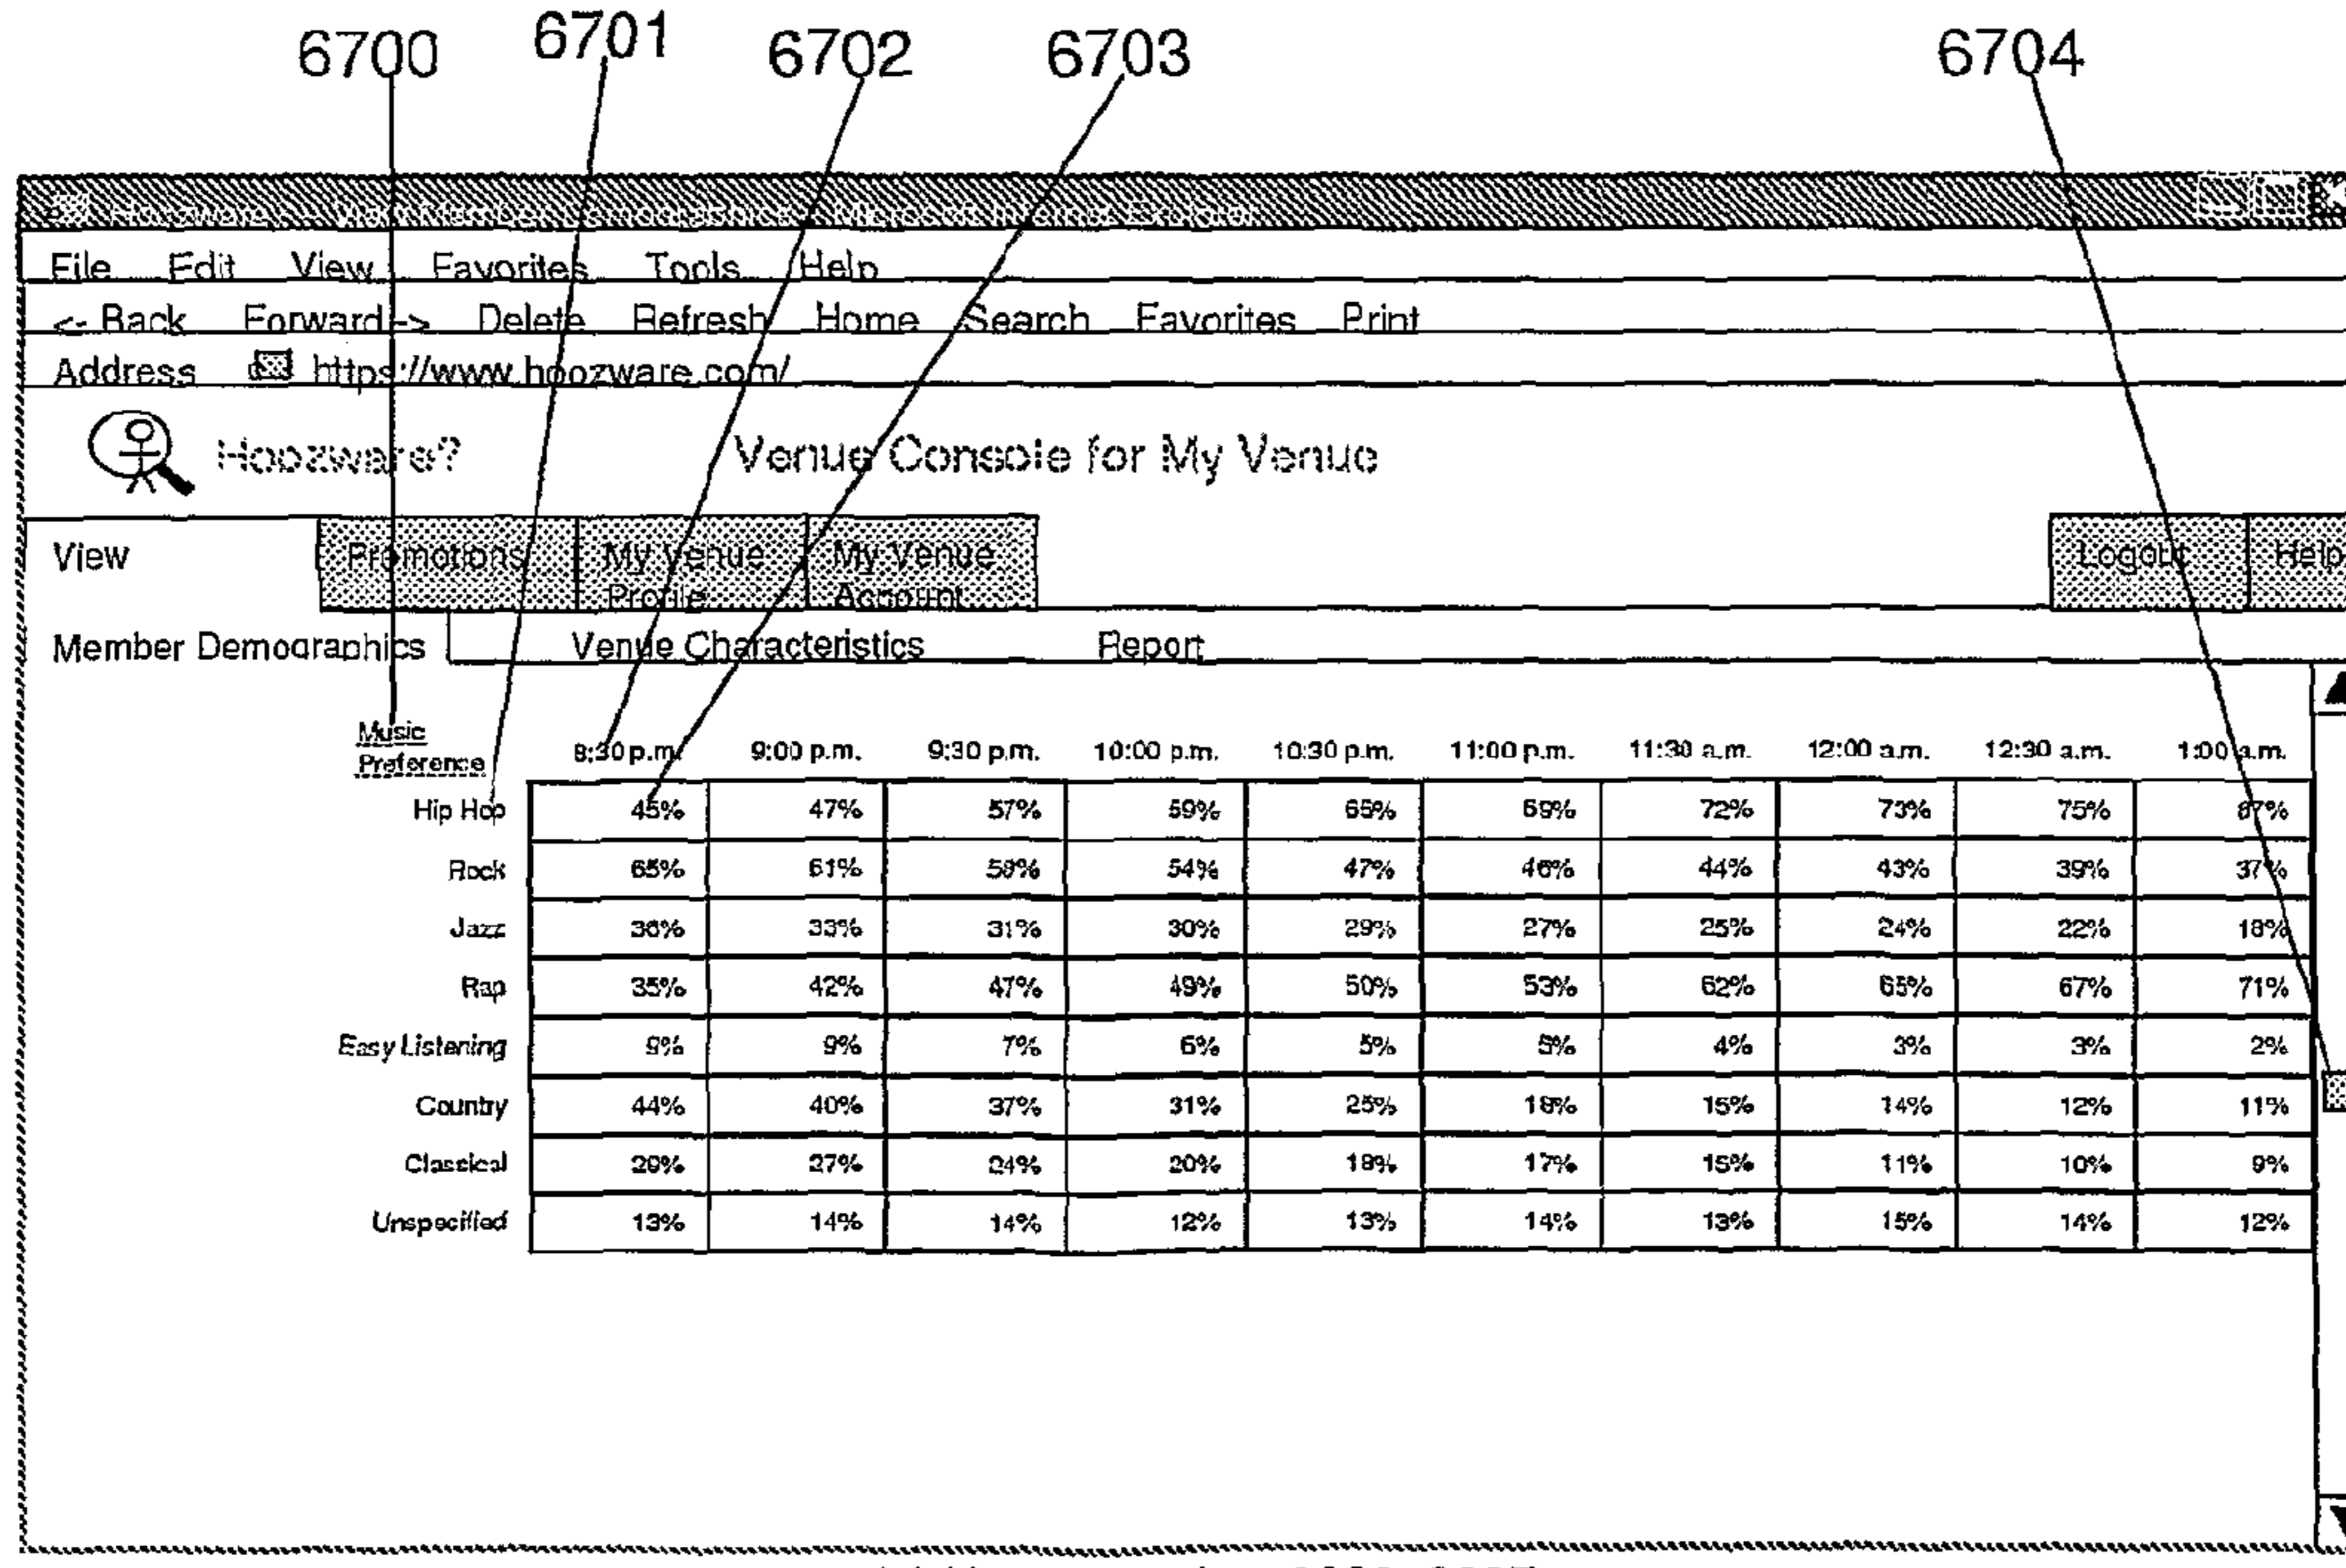 6700 6701 6702 6703 6704
Hoozware? - View Member Demographics - Microsoft Internet Explorer
File Edit View Favorites Tools Help
<- Back Forward -> Delete Refresh Home Search Favorites Print
Address https://www.hoozware.com/
Hoozware? Venue Console for My Venue
View Promotions My Venue Profile My Venue Account Logout Help
Member Demographics Venue Characteristics Report
Music Preference 8:30 p.m. 9:00 p.m. 9:30 p.m. 10:00 p.m. 10:30 p.m. 11:00 p.m. 11:30 a.m. 12:00 a.m. 12:30 a.m. 1:00 a.m.
Hip Hop 45% 47% 57% 59% 65% 69% 72% 73% 75% 87%
Rock 65% 61% 59% 54% 47% 46% 44% 43% 39% 37%
Jazz 36% 33% 31% 30% 29% 27% 25% 24% 22% 18%
Rap 35% 42% 47% 49% 50% 53% 62% 65% 67% 71%
Easy Listening 9% 9% 7% 6% 5% 5% 4% 3% 3% 2%
Country 44% 40% 37% 31% 25% 18% 15% 14% 12% 11%
Classical 29% 27% 24% 20% 18% 17% 15% 11% 10% 9%
Unspecified 13% 14% 14% 12% 13% 14% 13% 15% 14% 12%